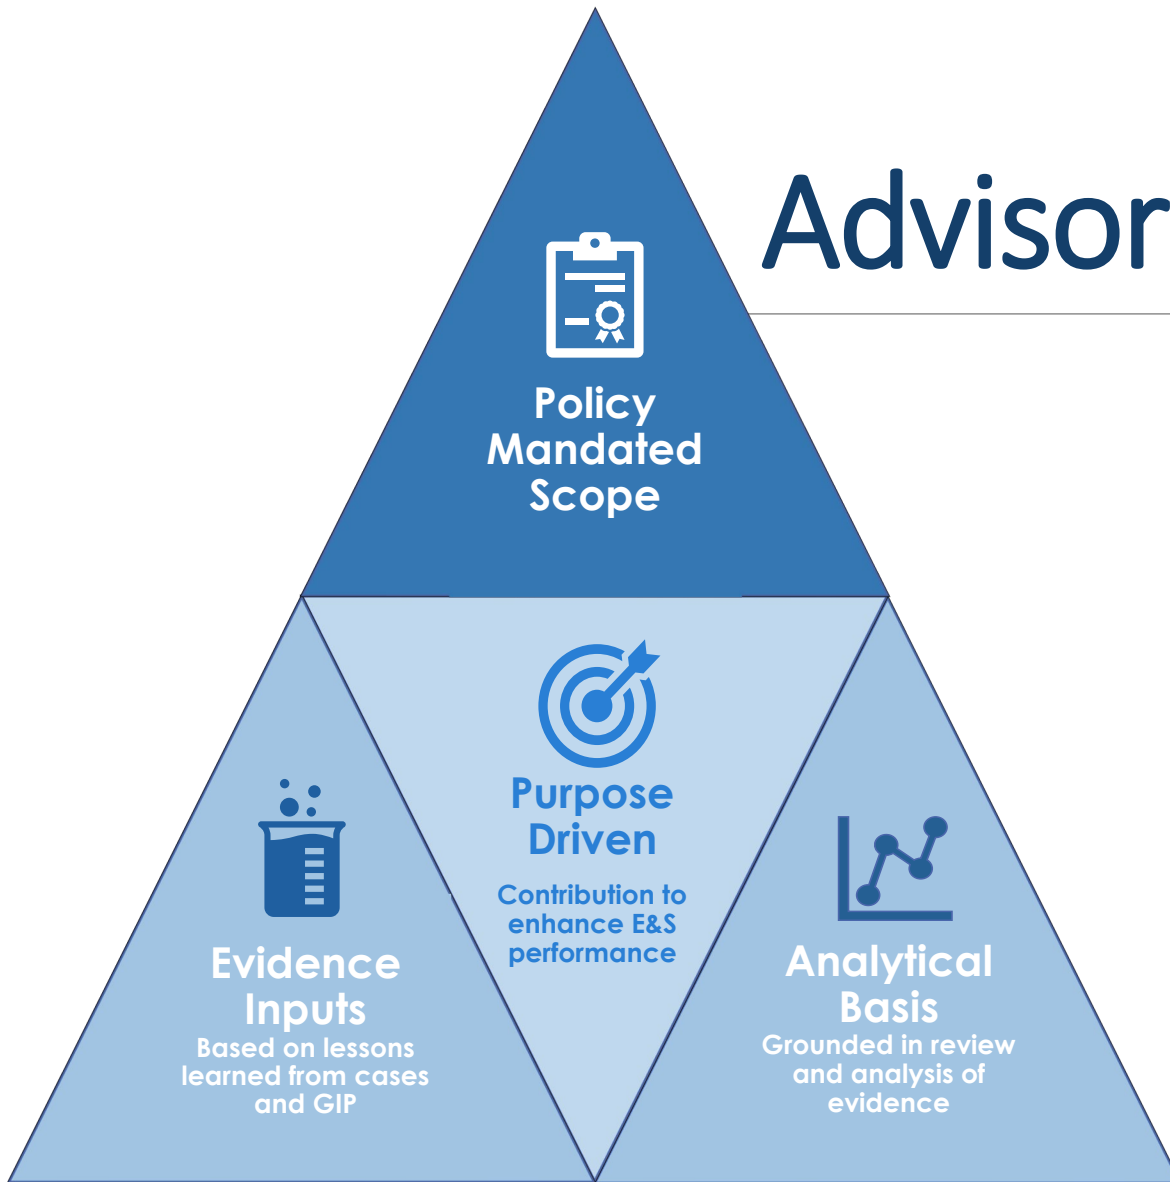 Advisor
Policy
Mandated
Scope
Purpose
Driven
Contribution to
enhance E&S
performance
Evidence
Inputs
Based on lessons
learned from cases
and GIP
Analytical
Basis
Grounded in review
and analysis of
evidence